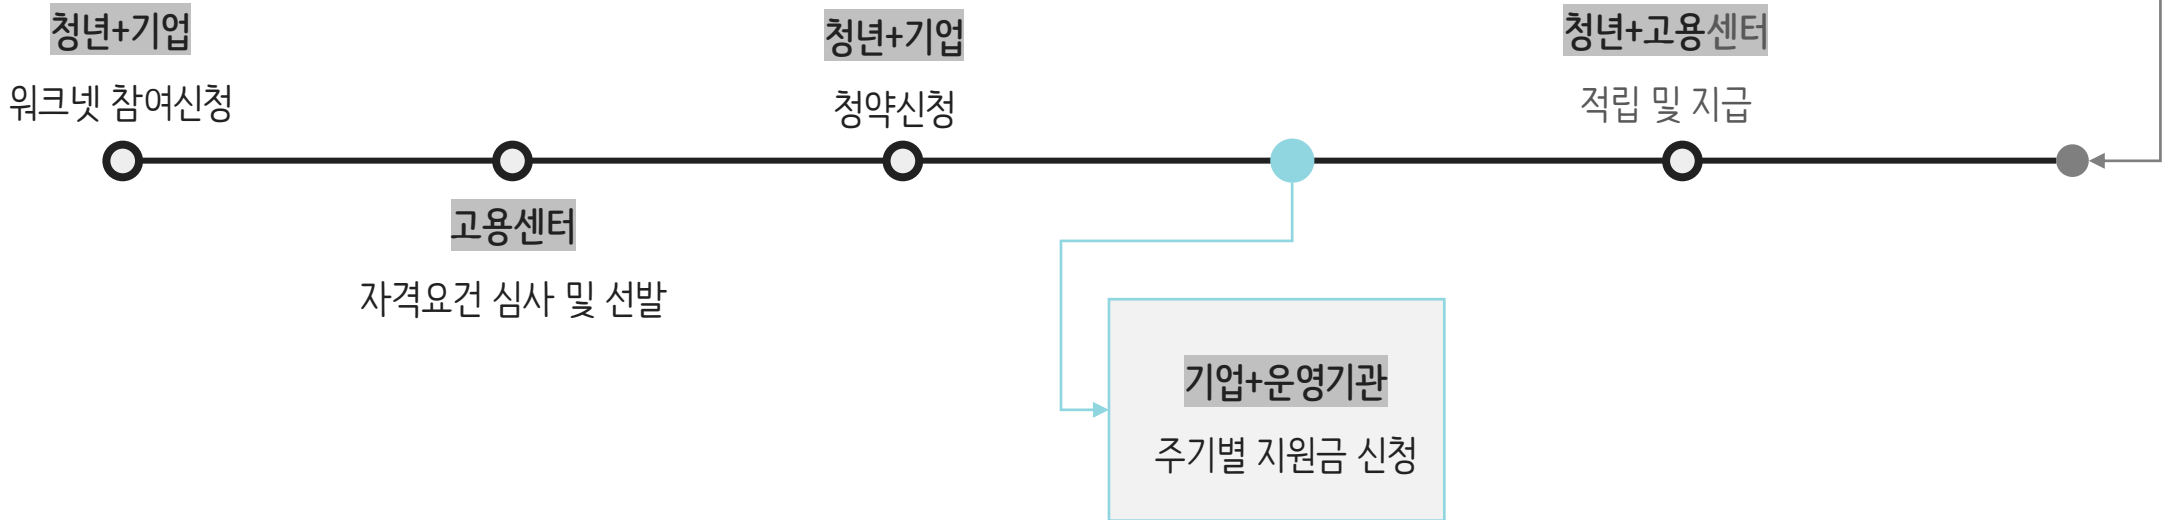 청년+기업
워크넷 참여신청
고용센터
자격요건 심사 및 선발
청년+기업
청약신청
기업+운영기관
주기별 지원금 신청
청년+고용센터
적립 및 지급